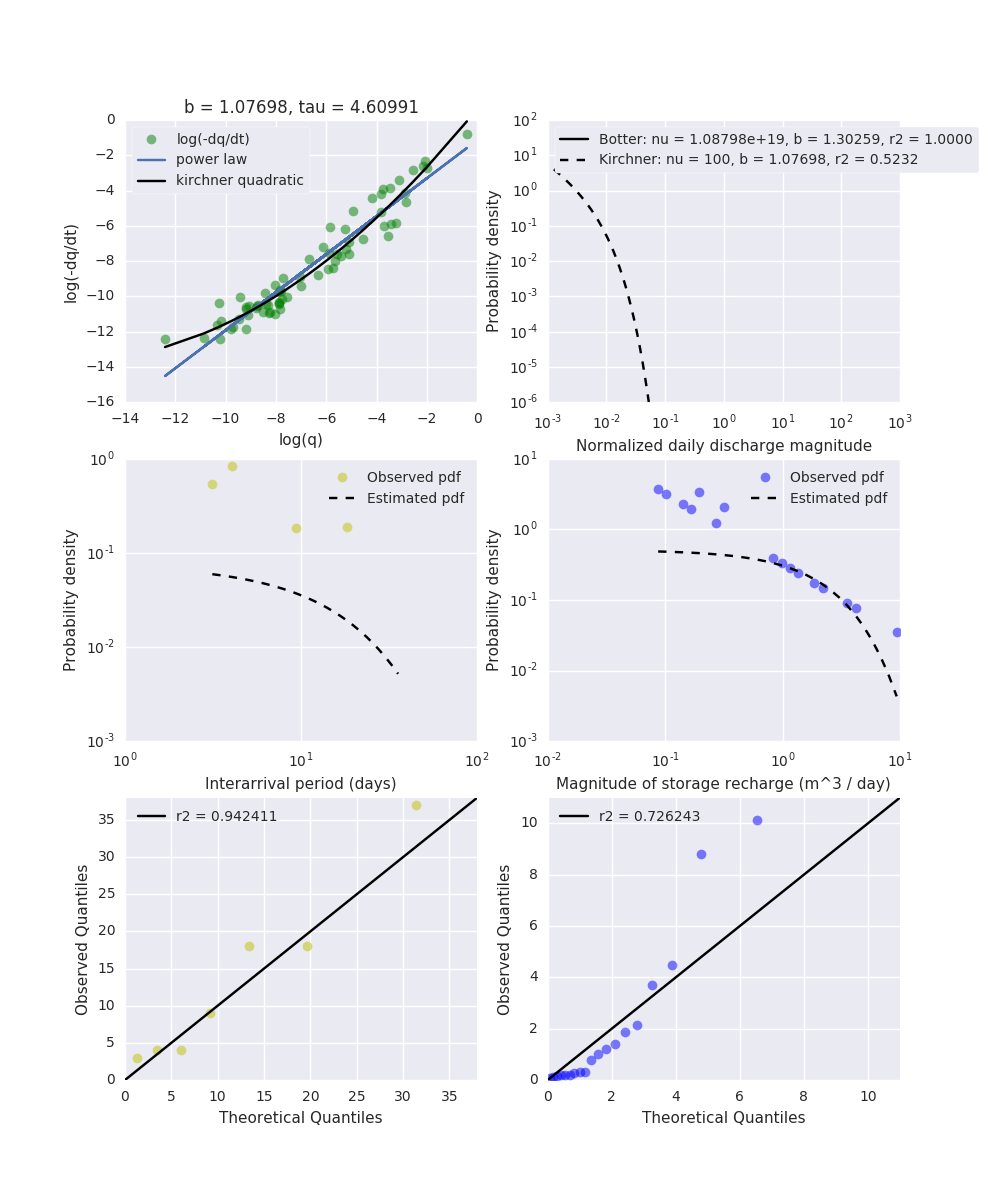 b = 1.07698, tau = 4.60991
log(-dq/dt)
power law
kirchner quadratic
0
−2
−4
−6
−8
−10
−12
−14
−16
log(-dq/dt)
−14 −12 −10 −8 −6 −4 −2 0
log(q)
Botter: nu = 1.08798e+19, b = 1.30259, r2 = 1.0000
Kirchner: nu = 100, b = 1.07698, r2 = 0.5232
10^2
10^1
10^0
10^-1
10^-2
10^-3
10^-4
10^-5
10^-6
Probability density
10^-3 10^-2 10^-1 10^0 10^1 10^2 10^3
Normalized daily discharge magnitude
Observed pdf
Estimated pdf
10^0
10^-1
10^-2
10^-3
Probability density
10^0 10^1 10^2
Interarrival period (days)
Observed pdf
Estimated pdf
10^1
10^0
10^-1
10^-2
10^-3
Probability density
10^-2 10^-1 10^0 10^1
Magnitude of storage recharge (m^3 / day)
r2 = 0.942411
35
30
25
20
15
10
5
0
Observed Quantiles
0 5 10 15 20 25 30 35
Theoretical Quantiles
r2 = 0.726243
10
8
6
4
2
0
Observed Quantiles
0 2 4 6 8 10
Theoretical Quantiles